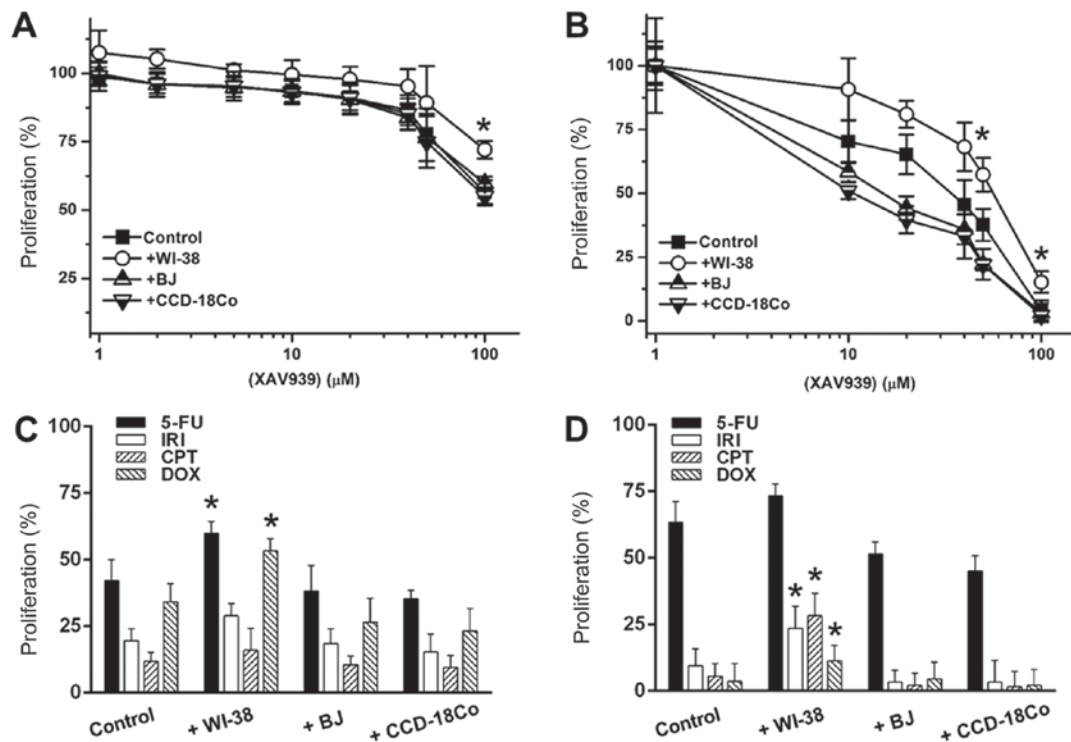 A
Proliferation (%)
100
75
50
25
Control
+WI-38
+BJ
+CCD-18Co
*
1
10
100
(XAV939) (µM)
B
Proliferation (%)
100
75
50
25
0
Control
+WI-38
+BJ
+CCD-18Co
*
*
1
10
100
(XAV939) (µM)
C
Proliferation (%)
100
75
50
25
0
5-FU
IRI
CPT
DOX
*
*
Control
+ WI-38
+ BJ
+ CCD-18Co
D
Proliferation (%)
100
75
50
25
0
5-FU
IRI
CPT
DOX
*
*
*
Control
+ WI-38
+ BJ
+ CCD-18Co